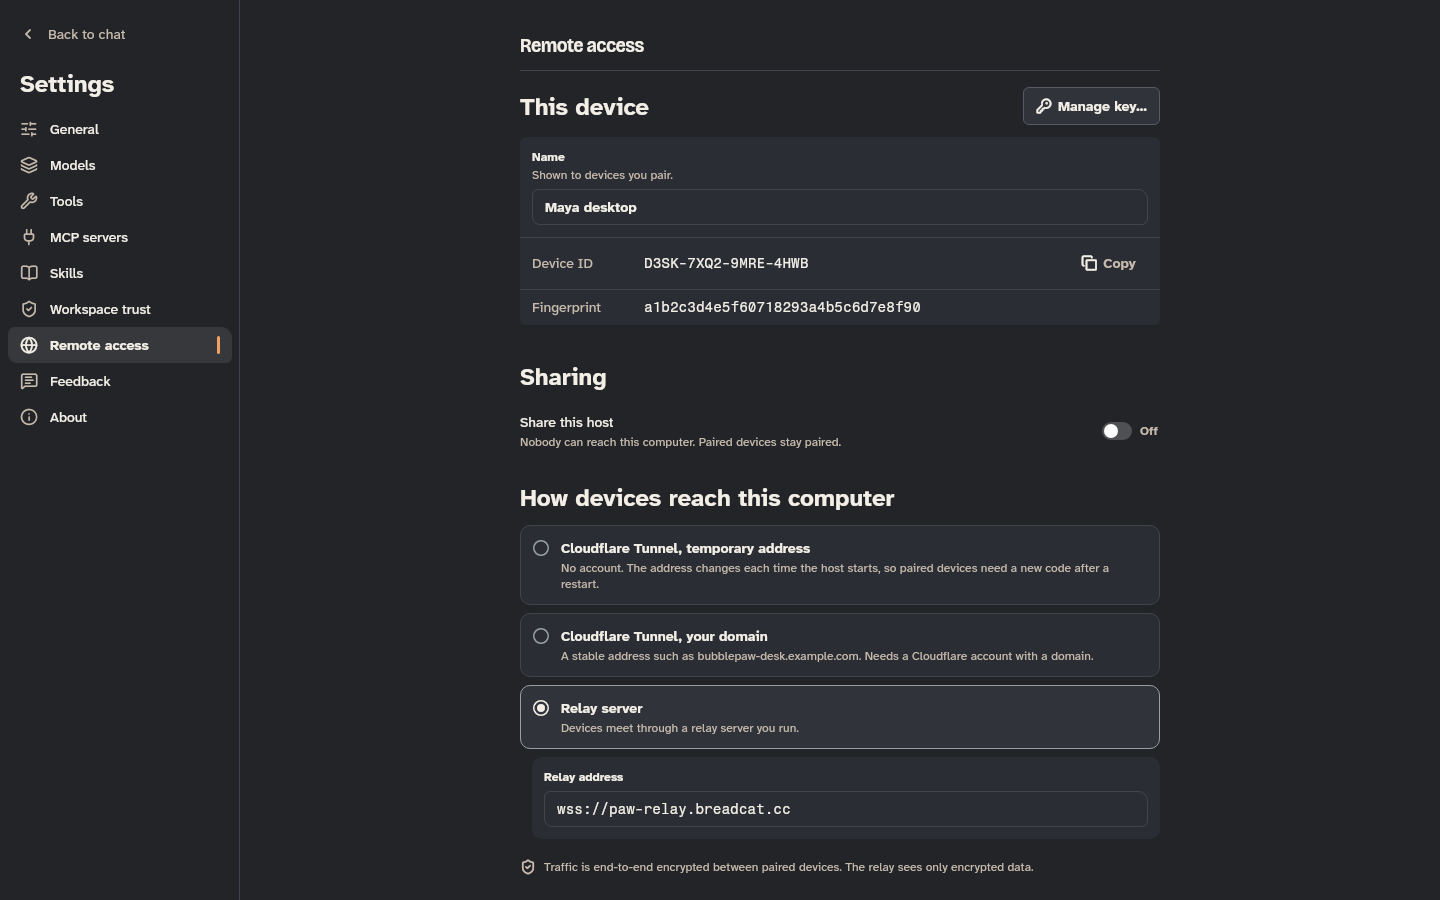 Back to chat
Settings
General
Models
Tools
MCP servers
Skills
Workspace trust
Remote access
Feedback
About
Remote access
This device
Manage key...
Name
Shown to devices you pair.
Maya desktop
Device ID
D3SK-7XQ2-9MRE-4HWB
Copy
Fingerprint
a1b2c3d4e5f60718293a4b5c6d7e8f90
Sharing
Share this host
Nobody can reach this computer. Paired devices stay paired.
Off
How devices reach this computer
Cloudflare Tunnel, temporary address
No account. The address changes each time the host starts, so paired devices need a new code after a
restart.
Cloudflare Tunnel, your domain
A stable address such as bubblepaw-desk.example.com. Needs a Cloudflare account with a domain.
Relay server
Devices meet through a relay server you run.
Relay address
wss://paw-relay.breadcat.cc
Traffic is end-to-end encrypted between paired devices. The relay sees only encrypted data.